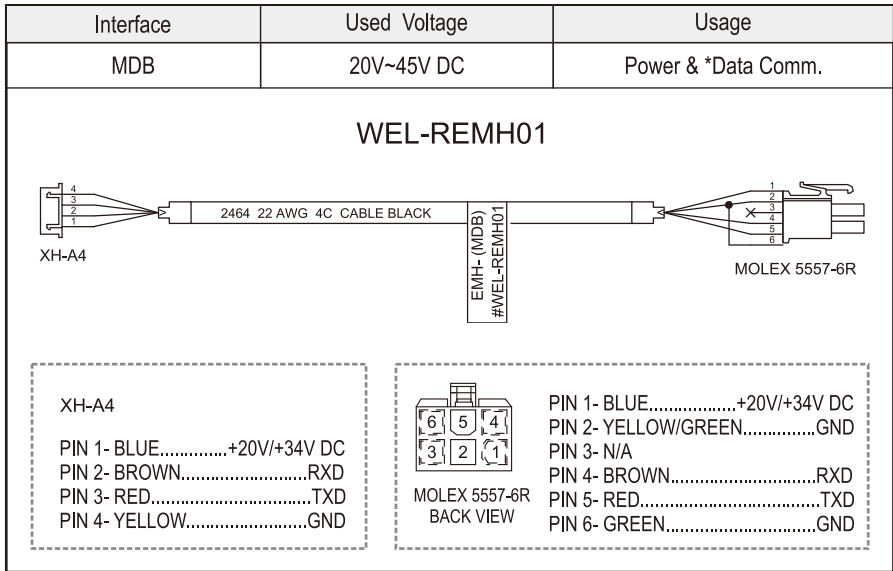 Interface Used Voltage Usage
MDB 20V~45V DC Power & *Data Comm.
WEL-REMH01
4
3
2
1
XH-A4
2464 22 AWG 4C CABLE BLACK
EMH- (MDB)
#WEL-REMH01
1
2
3
4
5
6
MOLEX 5557-6R
XH-A4
PIN 1- BLUE.............+20V/+34V DC
PIN 2- BROWN........................RXD
PIN 3- RED..............................TXD
PIN 4- YELLOW.......................GND
6 5 4
3 2 1
MOLEX 5557-6R
BACK VIEW
PIN 1- BLUE.................+20V/+34V DC
PIN 2- YELLOW/GREEN..............GND
PIN 3- N/A
PIN 4- BROWN............................RXD
PIN 5- RED..................................TXD
PIN 6- GREEN.............................GND